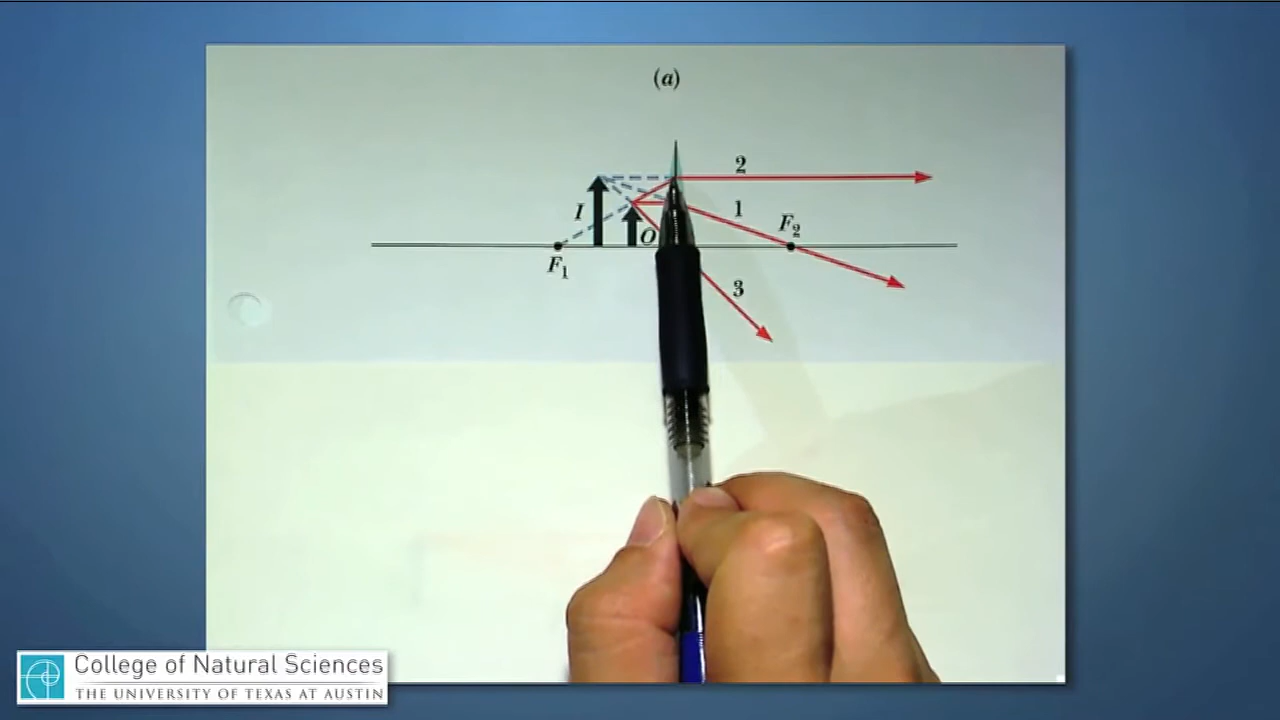 (a)
2
1
I
F2
O
F1
3
College of Natural Sciences
THE UNIVERSITY OF TEXAS AT AUSTIN